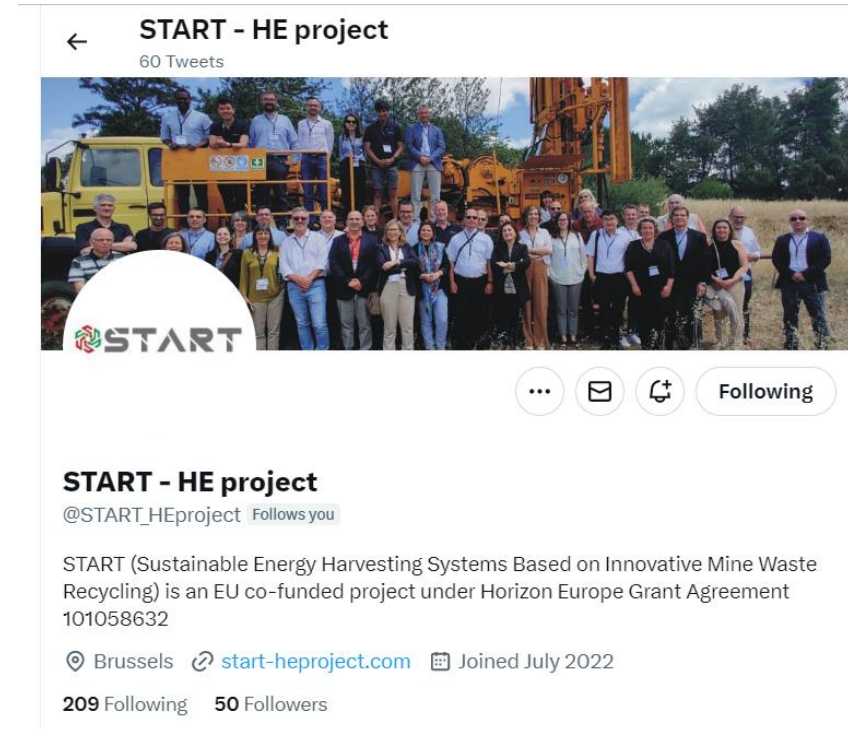 START - HE project
60 Tweets
START
Following
START - HE project
@START_HEproject Follows you
START (Sustainable Energy Harvesting Systems Based on Innovative Mine Waste
Recycling) is an EU co-funded project under Horizon Europe Grant Agreement
101058632
Brussels start-heproject.com Joined July 2022
209 Following 50 Followers